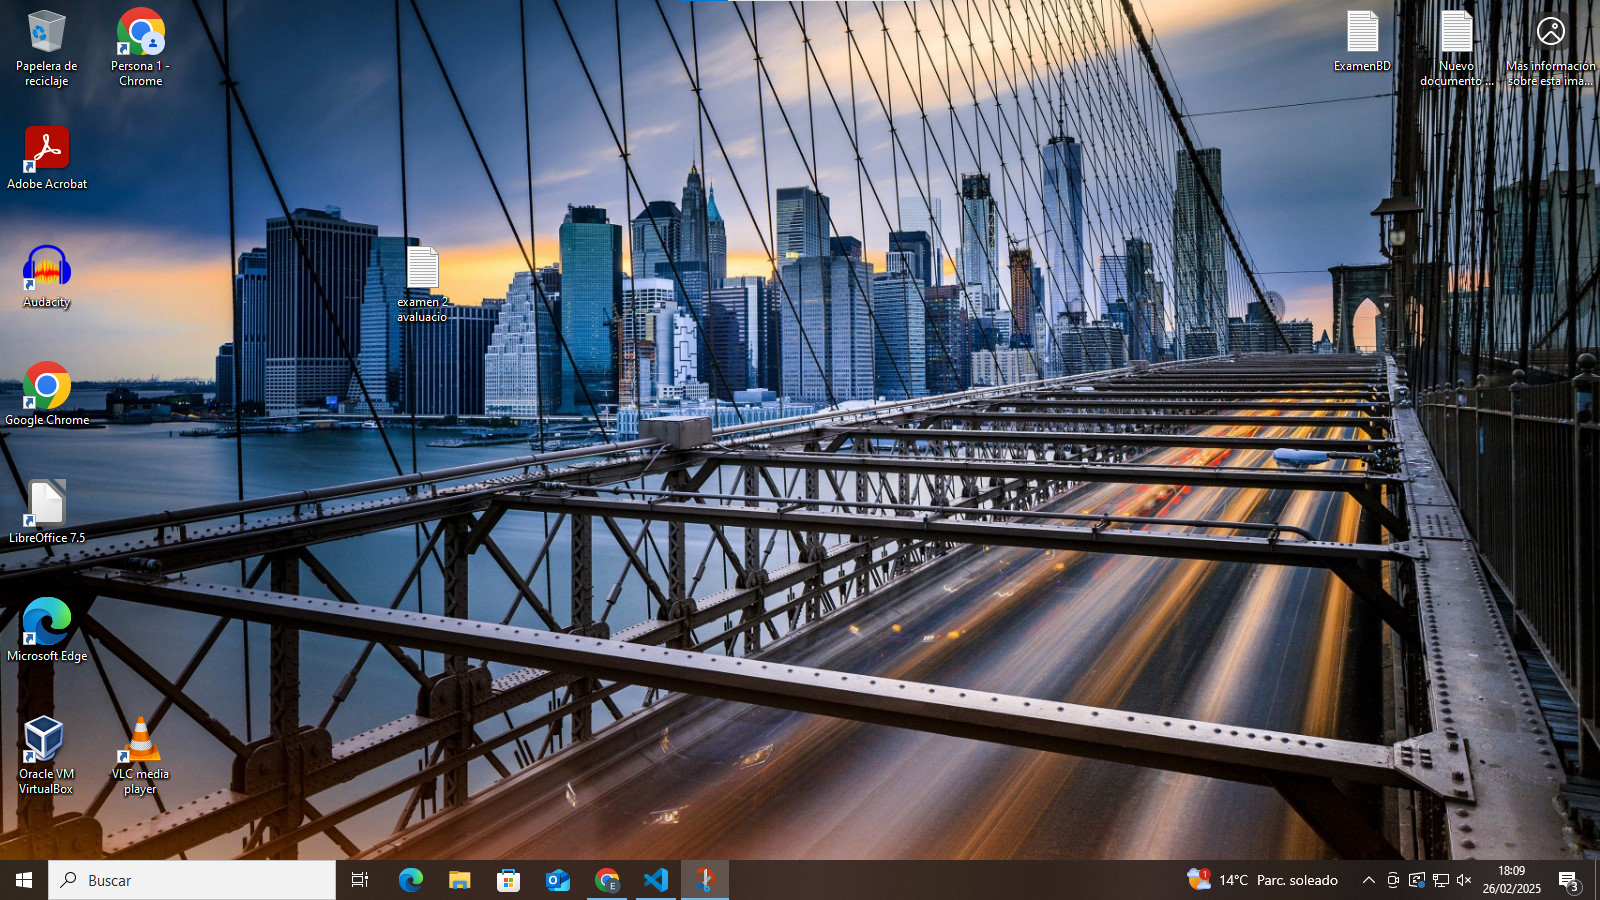 Papelera de
reciclaje
Persona 1 -
Chrome
Adobe Acrobat
Audacity
Google Chrome
LibreOffice 7.5
Microsoft Edge
Oracle VM
VirtualBox
VLC media
player
examen 2
avaluacio
ExamenBD
Nuevo
documento ...
Más información
sobre esta ima...
Buscar
E
1
14°C Parc. soleado
18:09
26/02/2025
3